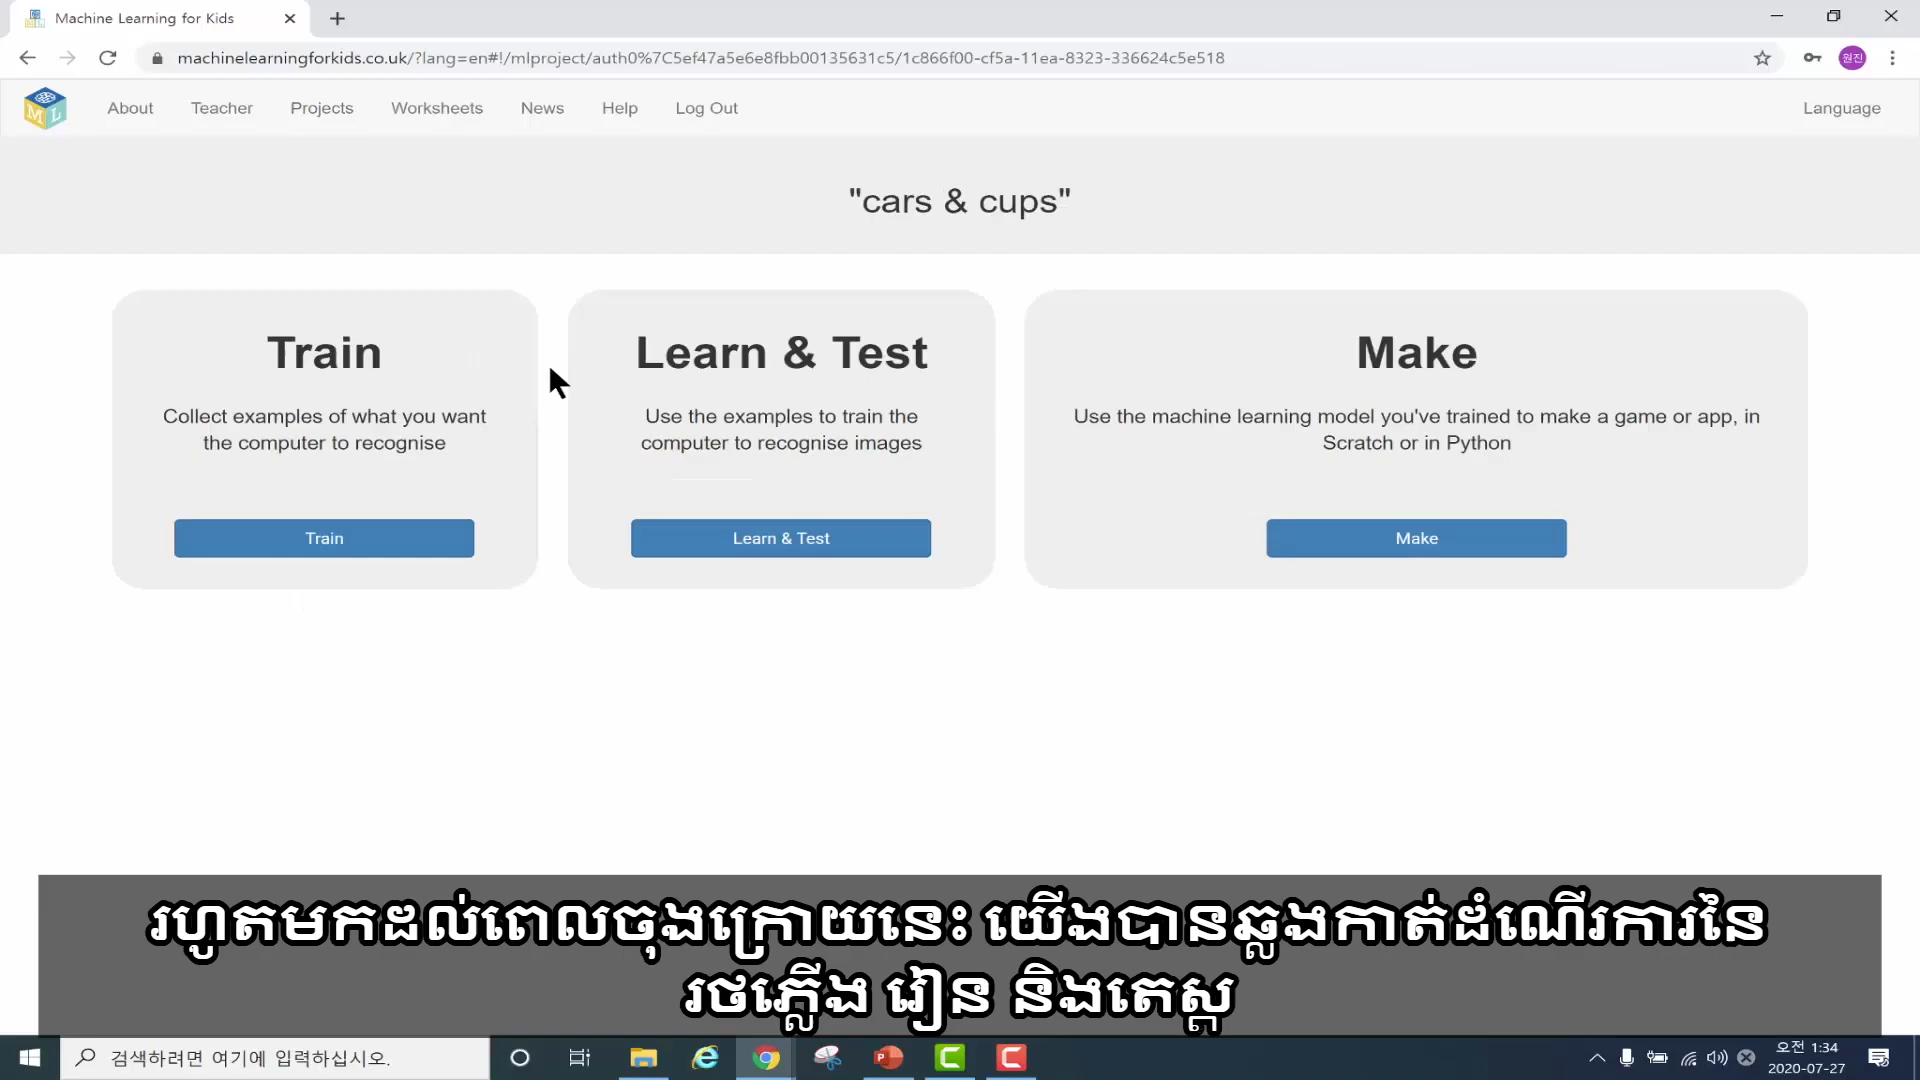 Machine Learning for Kids
machinelearningforkids.co.uk/?lang=en#!/mlproject/auth0%7C5ef47a5e6e8fbb00135631c5/1c866f00-cf5a-11ea-8323-336624c5e518
원진
M L
About Teacher Projects Worksheets News Help Log Out Language
"cars & cups"
Train
Collect examples of what you want
the computer to recognise
Train
Learn & Test
Use the examples to train the
computer to recognise images
Learn & Test
Make
Use the machine learning model you've trained to make a game or app, in
Scratch or in Python
Make
រហូតមកដល់ពេលចុងក្រោយនេះ យើងបានឆ្លងកាត់ដំណើរការនៃ
រថភ្លើង រៀន និងតេស្ត
검색하려면 여기에 입력하십시오.
오전 1:34
2020-07-27